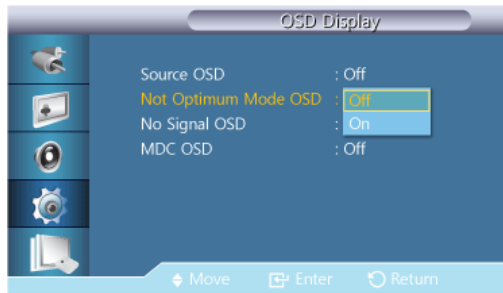 OSD Display
Source OSD : Off
Not Optimum Mode OSD : Off
No Signal OSD : On
MDC OSD : Off
Move Enter Return